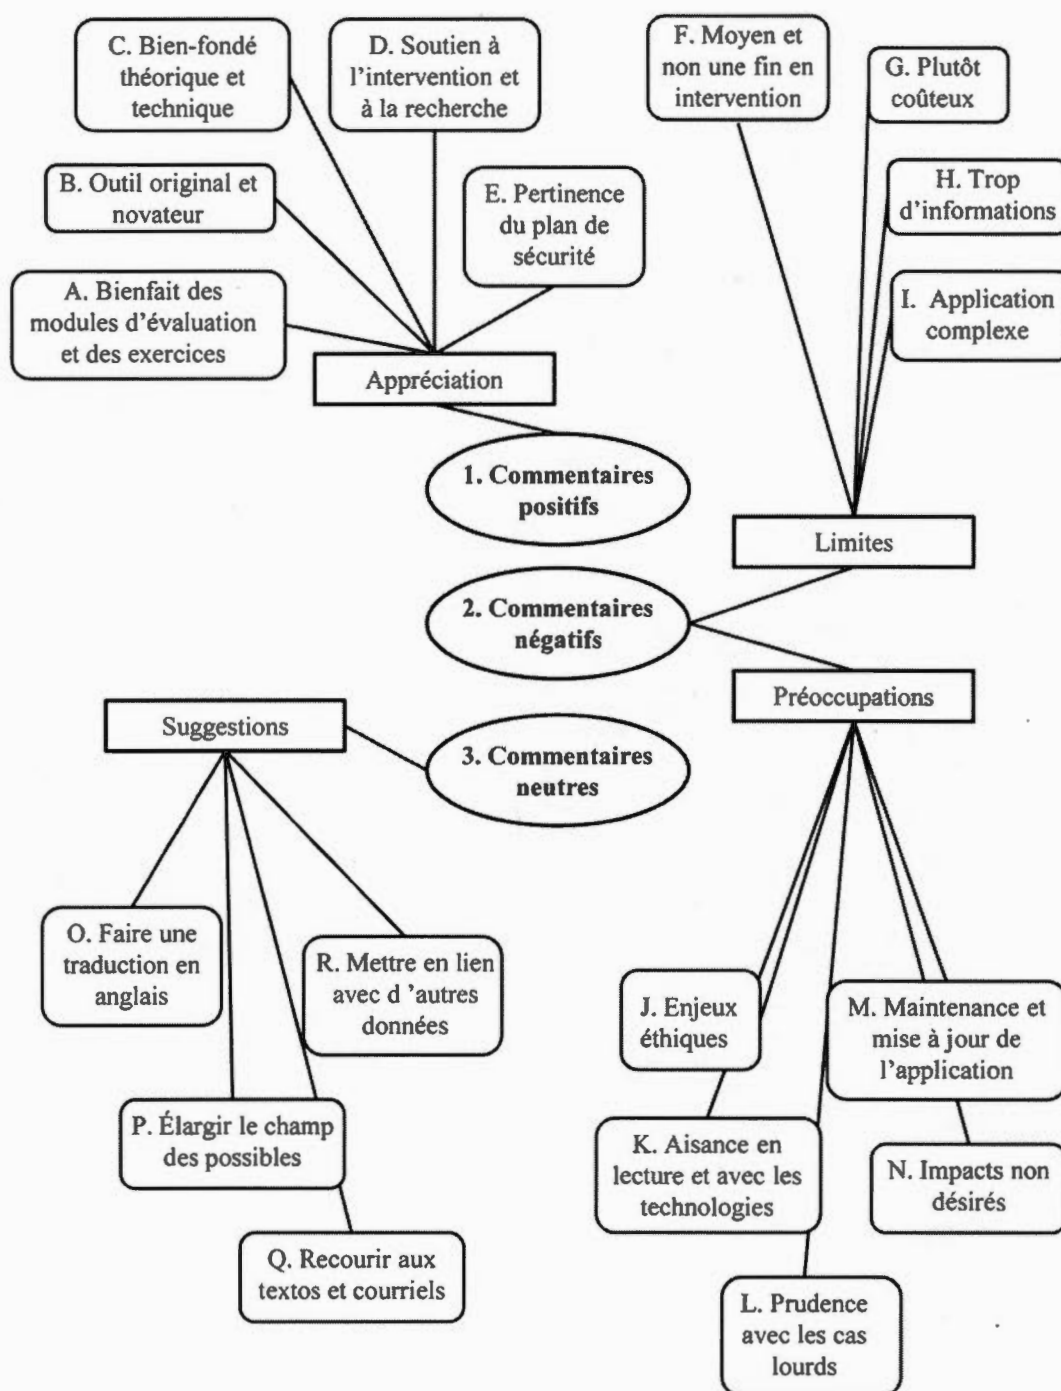 C. Bien-fondé
théorique et
technique
D. Soutien à
l'intervention et
à la recherche
F. Moyen et
non une fin en
intervention
G. Plutôt
coûteux
B. Outil original et
novateur
E. Pertinence
du plan de
sécurité
H. Trop
d'informations
A. Bienfait des
modules d'évaluation
et des exercices
I. Application
complexe
Appréciation
1. Commentaires
positifs
Limites
2. Commentaires
négatifs
Préoccupations
Suggestions
3. Commentaires
neutres
O. Faire une
traduction en
anglais
R. Mettre en lien
avec d 'autres
données
J. Enjeux
éthiques
M. Maintenance et
mise à jour de
l'application
P. Élargir le champ
des possibles
K. Aisance en
lecture et avec les
technologies
N. Impacts non
désirés
Q. Recourir aux
textos et courriels
L. Prudence
avec les cas
lourds